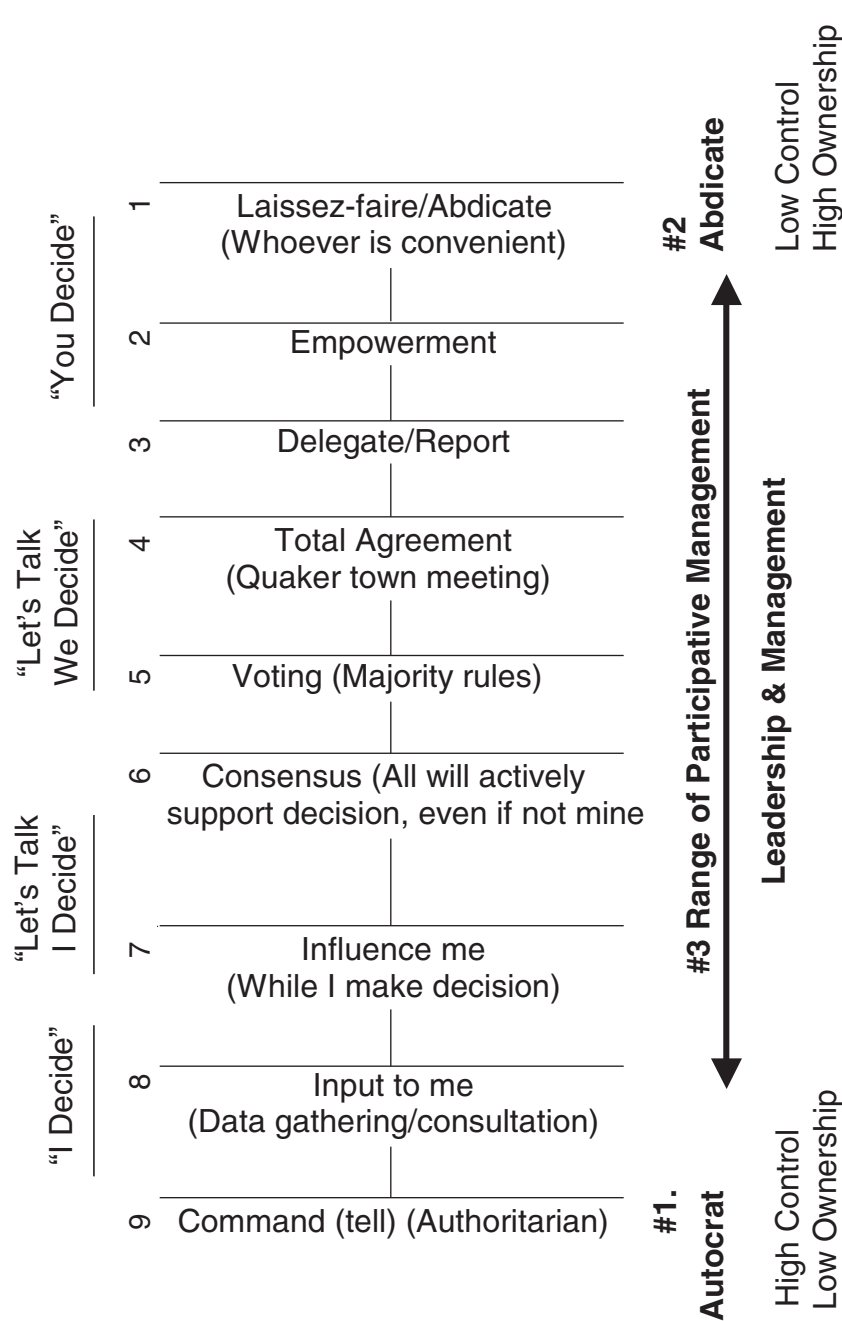 “I Decide”
“Let’s Talk
I Decide”
“Let’s Talk
We Decide”
“You Decide”
9
Command (tell) (Authoritarian)
8
Input to me
(Data gathering/consultation)
7
Influence me
(While I make decision)
6
Consensus (All will actively
support decision, even if not mine
5
Voting (Majority rules)
4
Total Agreement
(Quaker town meeting)
3
Delegate/Report
2
Empowerment
1
Laissez-faire/Abdicate
(Whoever is convenient)
#1.
Autocrat
#3 Range of Participative Management
#2
Abdicate
Leadership & Management
High Control
Low Ownership
Low Control
High Ownership